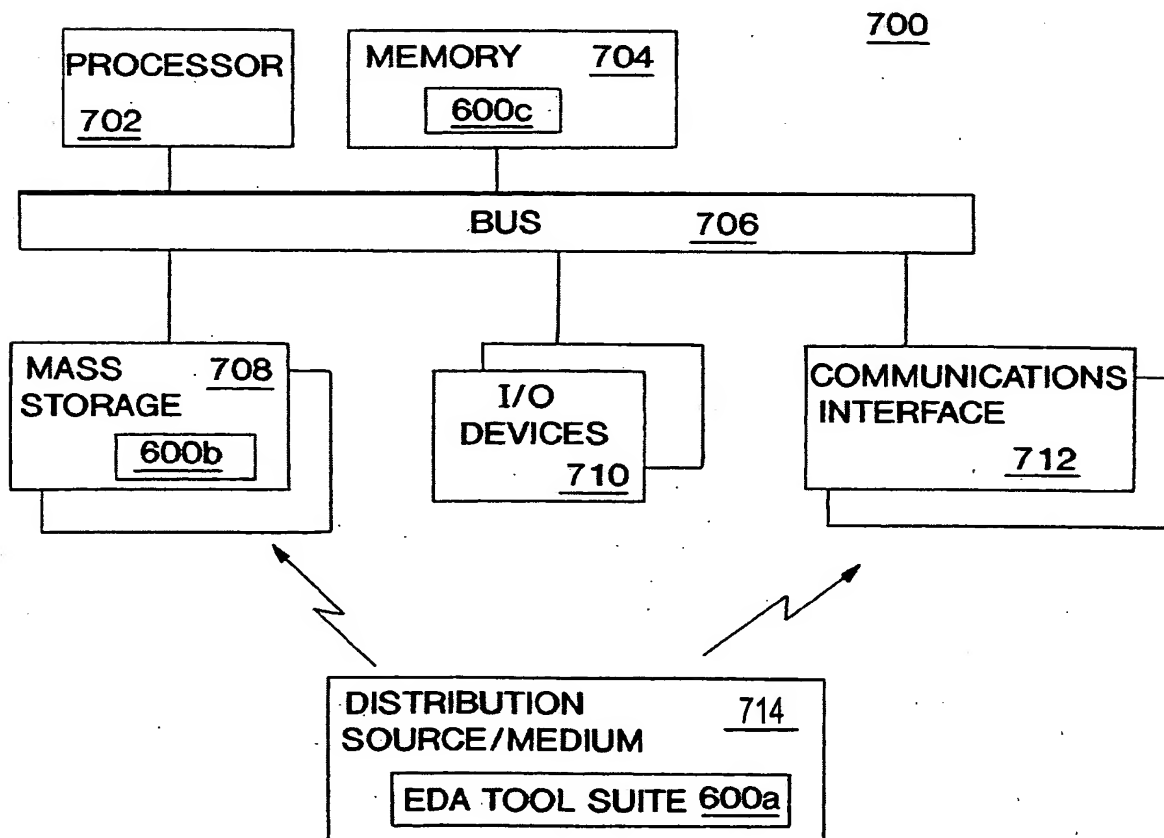 700
PROCESSOR
702
MEMORY 704
600c
BUS 706
MASS 708
STORAGE
600b
I/O
DEVICES
710
COMMUNICATIONS
INTERFACE
712
DISTRIBUTION 714
SOURCE/MEDIUM
EDA TOOL SUITE 600a